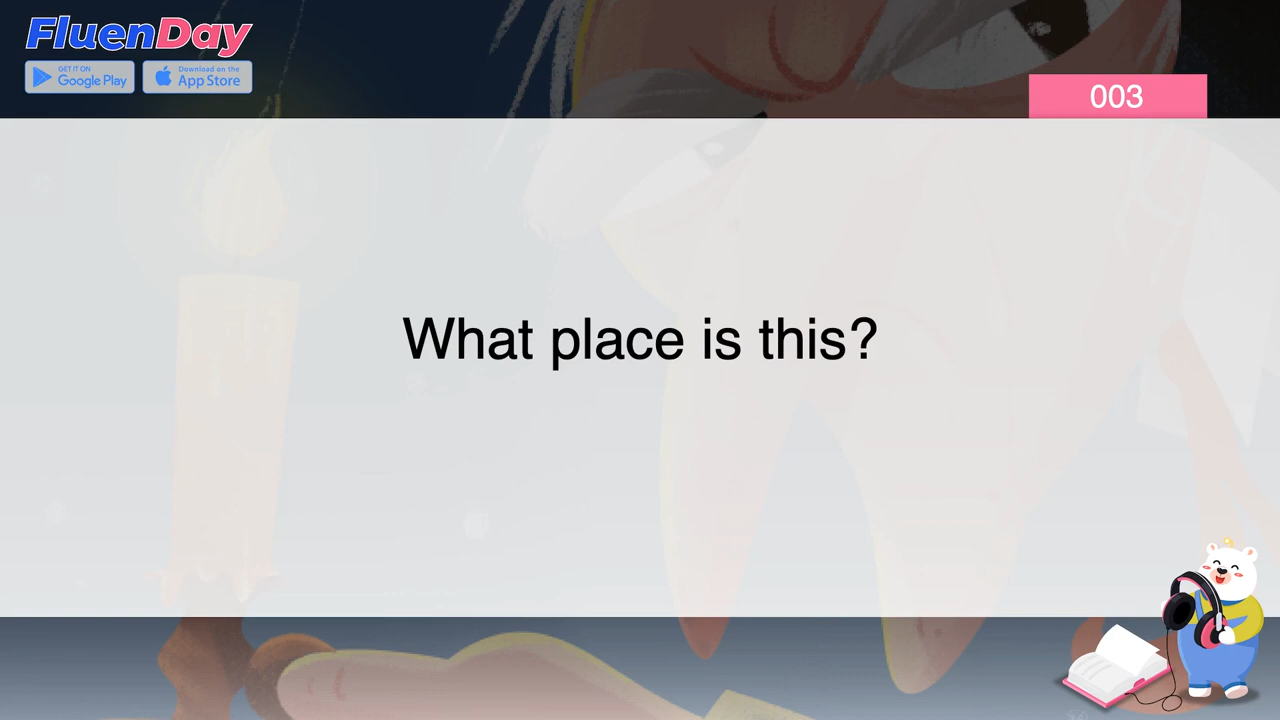 FluenDay
GET IT ON
Google Play
Download on the
App Store
003
What place is this?